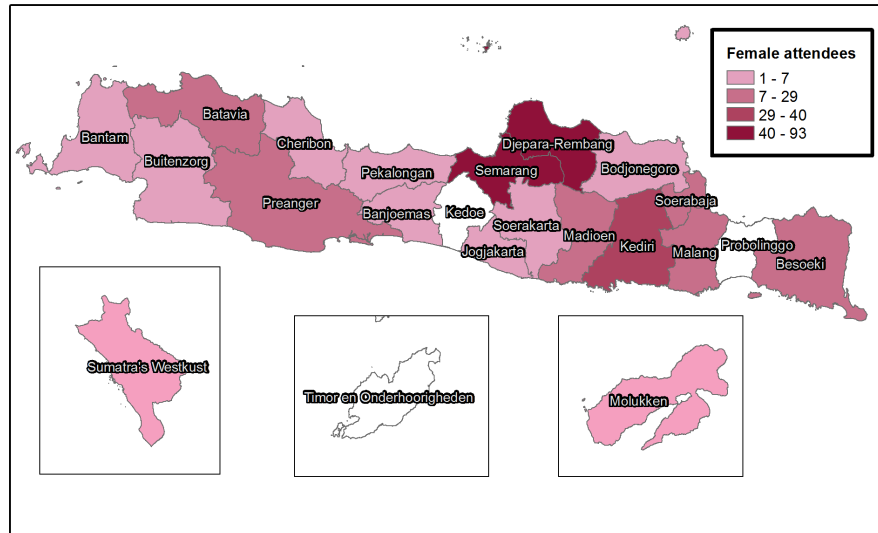 Female attendees
1 - 7
7 - 29
29 - 40
40 - 93
Batavia
Bantam
Cheribon
Djepara-Rembang
Buitenzorg
Pekalongan
Semarang
Bodjonegoro
Preanger
Banjoemas
Kedoe
Soerabaja
Soerakarta
Madioen
Kediri
Jogjakarta
Malang
Probolinggo
Besoeki
Sumatra's Westkust
Timor en Onderhoorigheden
Molukken